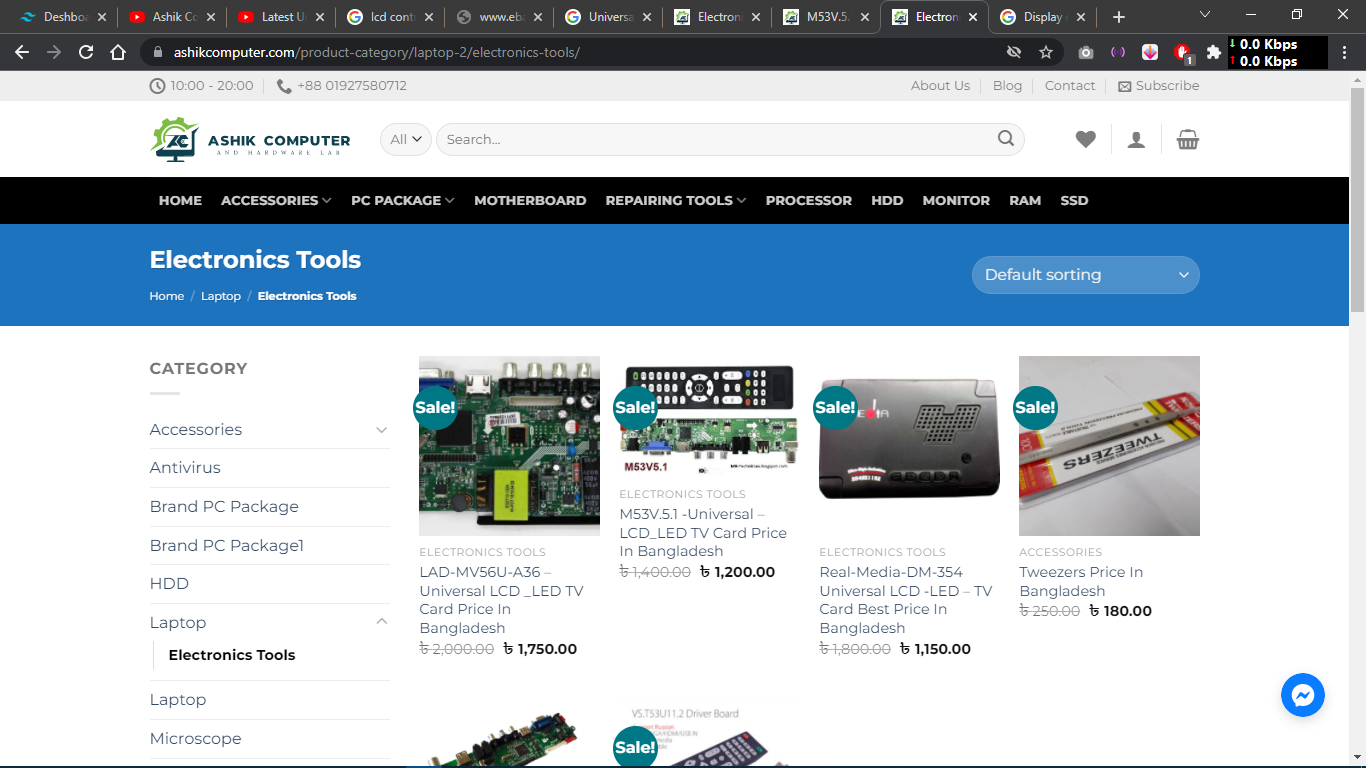 Deshboa
Ashik Co
Latest U
lcd cont
www.ebc
Universa
Electroni
M53V.5.
Electron
Display
ashikcomputer.com/product-category/laptop-2/electronics-tools/
1
0.0 Kbps
0.0 Kbps
10:00 - 20:00
+88 01927580712
About Us
Blog
Contact
Subscribe
ASHIK COMPUTER
AND HARDWARE LAB
All
Search...
HOME
ACCESSORIES
PC PACKAGE
MOTHERBOARD
REPAIRING TOOLS
PROCESSOR
HDD
MONITOR
RAM
SSD
Electronics Tools
Home / Laptop / Electronics Tools
Default sorting
CATEGORY
Accessories
Antivirus
Brand PC Package
Brand PC Package1
HDD
Laptop
Electronics Tools
Laptop
Microscope
Sale!
ELECTRONICS TOOLS
LAD-MV56U-A36 –
Universal LCD _LED TV
Card Price In
Bangladesh
৳ 2,000.00 ৳ 1,750.00
Sale!
M53V5.1
ELECTRONICS TOOLS
M53V.5.1 -Universal –
LCD_LED TV Card Price
In Bangladesh
৳ 1,400.00 ৳ 1,200.00
Sale!
ELECTRONICS TOOLS
Real-Media-DM-354
Universal LCD -LED – TV
Card Best Price In
Bangladesh
৳ 1,800.00 ৳ 1,150.00
Sale!
TWEEZERS
ACCESSORIES
Tweezers Price In
Bangladesh
৳ 250.00 ৳ 180.00
VS.T53U11.2 Driver Board
Sale!